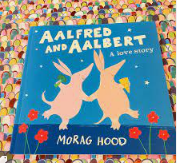 AALFRED
AND AALBERT
A love story
MORAG HOOD